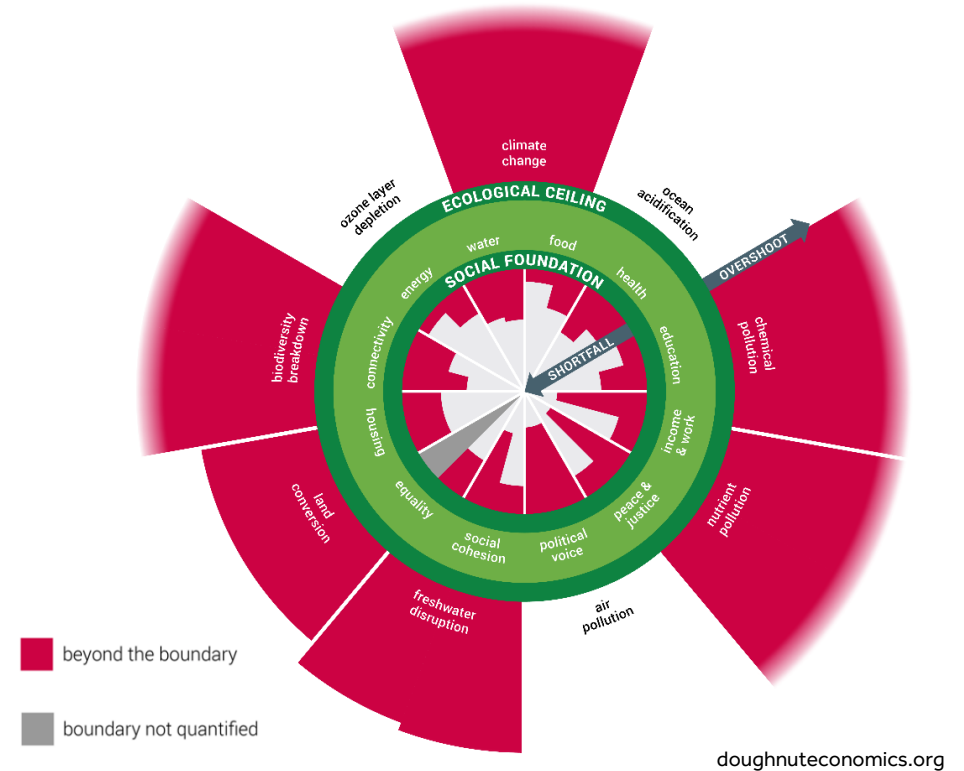 climate
change
ozone layer
depletion
ECOLOGICAL CEILING
ocean
acidification
OVERSHOOT
water
food
energy
SOCIAL FOUNDATION
health
biodiversity
breakdown
connectivity
SHORTFALL
education
chemical
pollution
housing
income
& work
land
conversion
equality
peace &
justice
nutrient
pollution
social
cohesion
political
voice
freshwater
disruption
air
pollution
beyond the boundary
boundary not quantified
doughnuteconomics.org